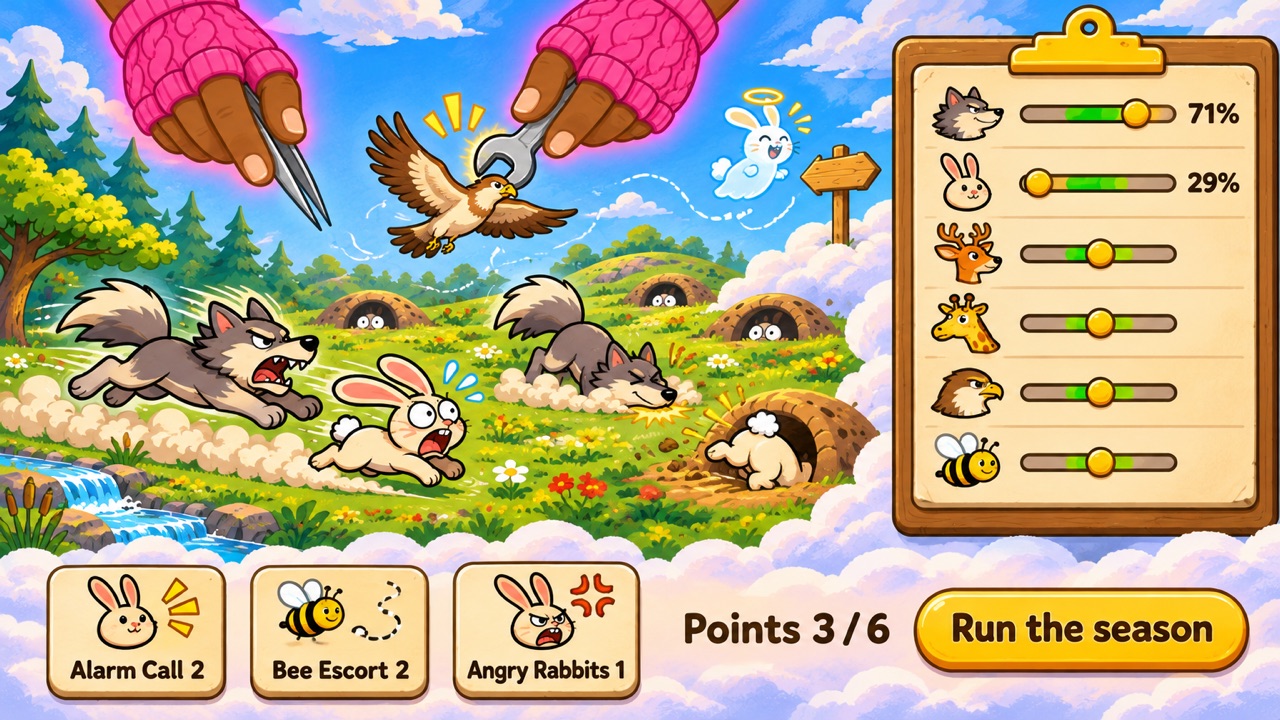 71%
29%
Alarm Call 2
Bee Escort 2
Angry Rabbits 1
Points 3/6
Run the season